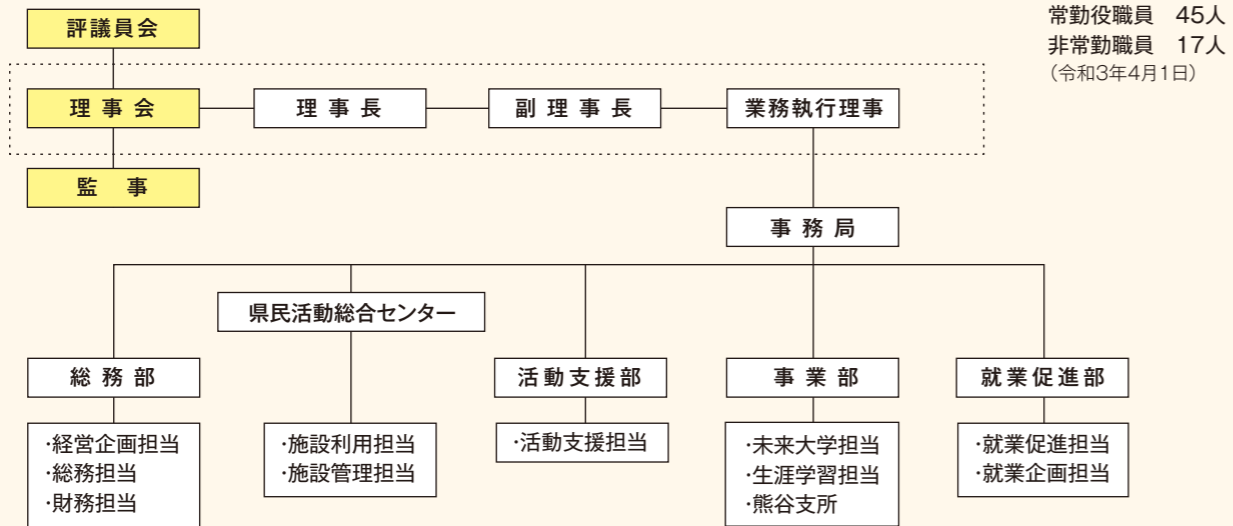 評議員会
常勤役職員 45人
非常勤職員 17人
（令和3年4月1日）
理事会
理事長
副理事長
業務執行理事
監　事
事務局
県民活動総合センター
総務部
活動支援部
事業部
就業促進部
・経営企画担当
・総務担当
・財務担当
・施設利用担当
・施設管理担当
・活動支援担当
・未来大学担当
・生涯学習担当
・熊谷支所
・就業促進担当
・就業企画担当